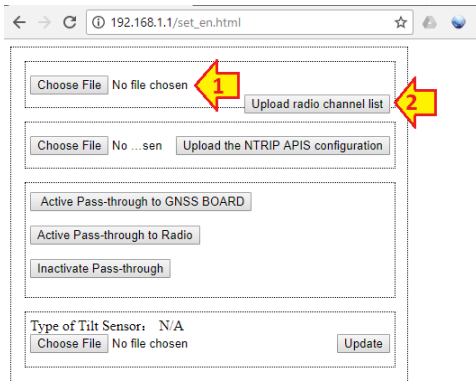 192.168.1.1/set_en.html
Choose File No file chosen 1
Upload radio channel list 2
Choose File No ...sen Upload the NTRIP APIS configuration
Active Pass-through to GNSS BOARD
Active Pass-through to Radio
Inactivate Pass-through
Type of Tilt Sensor: N/A
Choose File No file chosen Update